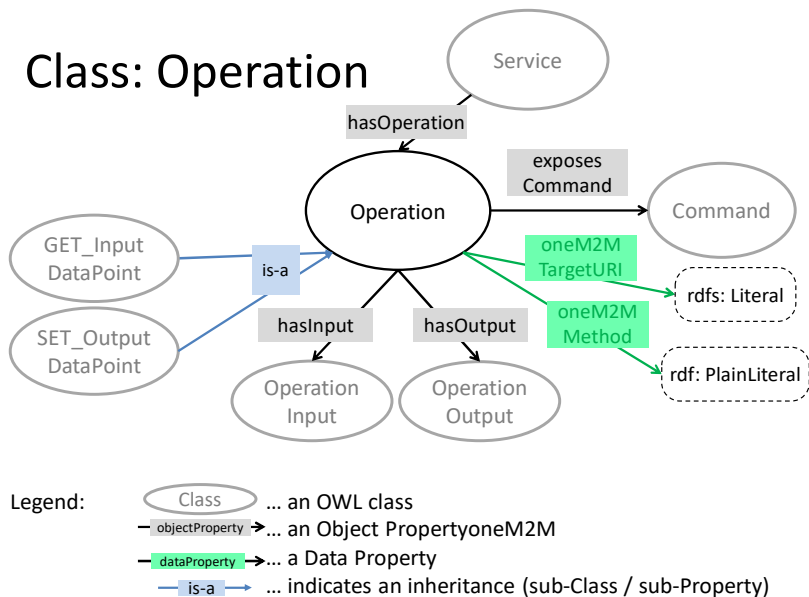 Class: Operation
Service
hasOperation
exposes
Command
Operation
Command
GET_Input
DataPoint
is-a
oneM2M
TargetURI
rdfs: Literal
SET_Output
DataPoint
hasInput
hasOutput
oneM2M
Method
rdf: PlainLiteral
Operation
Input
Operation
Output
Legend:
Class
... an OWL class
objectProperty
... an Object PropertyoneM2M
dataProperty
... a Data Property
is-a
... indicates an inheritance (sub-Class / sub-Property)